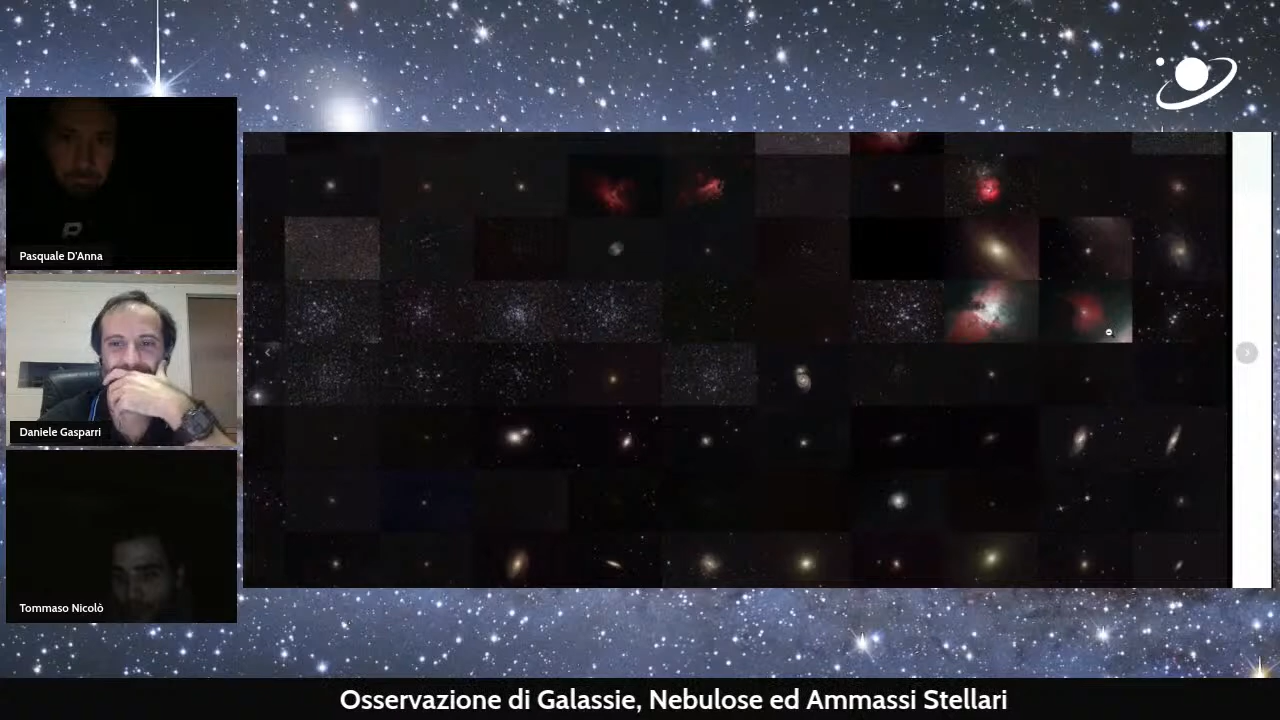 Pasquale D'Anna
Daniele Gasparri
Tommaso Nicolò
Osservazione di Galassie, Nebulose ed Ammassi Stellari